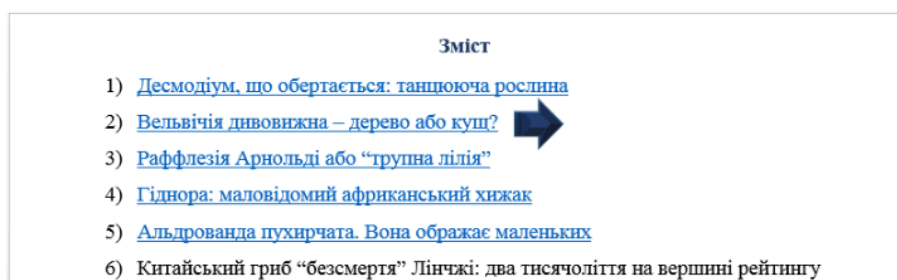 Зміст
1) Десмодіум, що обертається: танцююча рослина
2) Вельвічія дивовижна – дерево або кущ?
3) Раффлезія Арнольді або “трупна лілія”
4) Гіднора: маловідомий африканський хижак
5) Альдрованда пухирчата. Вона ображає маленьких
6) Китайський гриб “безсмертя” Лінчжі: два тисячоліття на вершині рейтингу